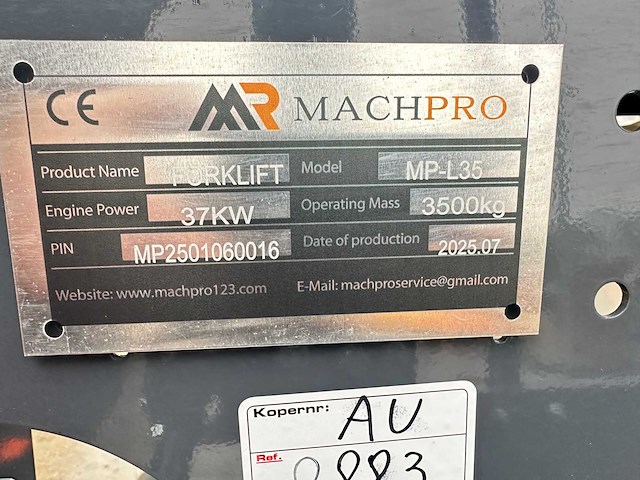 CE MR MACHPRO
Product Name FORKLIFT Model MP-L35
Engine Power 37KW Operating Mass 3500kg
PIN MP2501060016 Date of production 2025.07
Website: www.machpro123.com E-Mail: machproservice@gmail.com
Kopernr: AU
Ref.